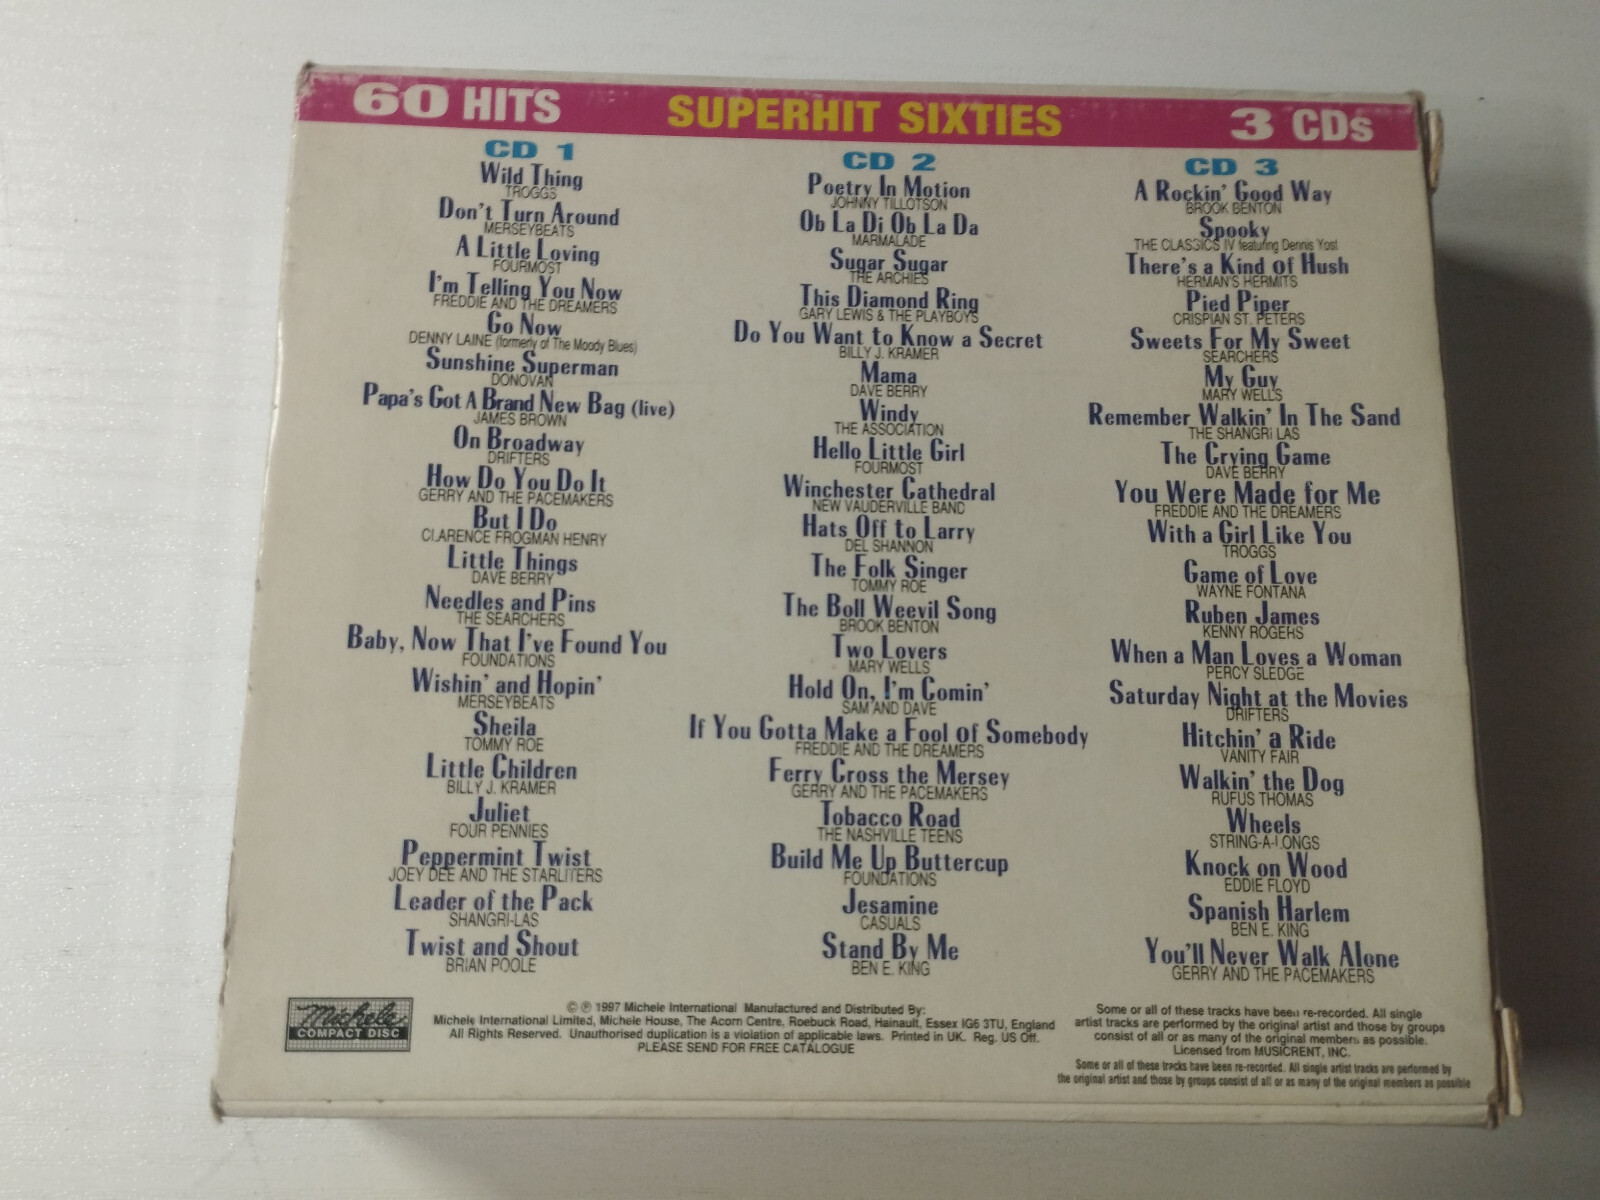 60 HITS SUPERHIT SIXTIES 3 CDs
CD 1
Wild Thing
TROGGS
Don't Turn Around
MERSEYBEATS
A Little Loving
FOURMOST
I'm Telling You Now
FREDDIE AND THE DREAMERS
Go Now
DENNY LAINE (formerly of The Moody Blues)
Sunshine Superman
DONOVAN
Papa's Got A Brand New Bag (live)
JAMES BROWN
On Broadway
DRIFTERS
How Do You Do It
GERRY AND THE PACEMAKERS
But I Do
CLARENCE FROGMAN HENRY
Little Things
DAVE BERRY
Needles and Pins
THE SEARCHERS
Baby, Now That I've Found You
FOUNDATIONS
Wishin' and Hopin'
MERSEYBEATS
Sheila
TOMMY ROE
Little Children
BILLY J. KRAMER
Juliet
FOUR PENNIES
Peppermint Twist
JOEY DEE AND THE STARLITERS
Leader of the Pack
SHANGRI-LAS
Twist and Shout
BRIAN POOLE
CD 2
Poetry In Motion
JOHNNY TILLOTSON
Ob La Di Ob La Da
MARMALADE
Sugar Sugar
THE ARCHIES
This Diamond Ring
GARY LEWIS & THE PLAYBOYS
Do You Want to Know a Secret
BILLY J. KRAMER
Mama
DAVE BERRY
Windy
THE ASSOCIATION
Hello Little Girl
FOURMOST
Winchester Cathedral
NEW VAUDERVILLE BAND
Hats Off to Larry
DEL SHANNON
The Folk Singer
TOMMY ROE
The Boll Weevil Song
BROOK BENTON
Two Lovers
MARY WELLS
Hold On, I'm Comin'
SAM AND DAVE
If You Gotta Make a Fool of Somebody
FREDDIE AND THE DREAMERS
Ferry Cross the Mersey
GERRY AND THE PACEMAKERS
Tobacco Road
THE NASHVILLE TEENS
Build Me Up Buttercup
FOUNDATIONS
Jesamine
CASUALS
Stand By Me
BEN E. KING
CD 3
A Rockin' Good Way
BROOK BENTON
Spooky
THE CLASSICS IV featuring Dennis Yost
There's a Kind of Hush
HERMAN'S HERMITS
Pied Piper
CRISPIAN ST. PETERS
Sweets For My Sweet
SEARCHERS
My Guy
MARY WELLS
Remember Walkin' In The Sand
THE SHANGRI LAS
The Crying Game
DAVE BERRY
You Were Made for Me
FREDDIE AND THE DREAMERS
With a Girl Like You
TROGGS
Game of Love
WAYNE FONTANA
Ruben James
KENNY ROGERS
When a Man Loves a Woman
PERCY SLEDGE
Saturday Night at the Movies
DRIFTERS
Hitchin' a Ride
VANITY FAIR
Walkin' the Dog
RUFUS THOMAS
Wheels
STRING-A-LONGS
Knock on Wood
EDDIE FLOYD
Spanish Harlem
BEN E. KING
You'll Never Walk Alone
GERRY AND THE PACEMAKERS
Michele
COMPACT DISC
© ℗ 1997 Michele International Manufactured and Distributed By:
Michele International Limited, Michele House, The Acorn Centre, Roebuck Road, Hainault, Essex IG6 3TU, England
All Rights Reserved. Unauthorised duplication is a violation of applicable laws. Printed in UK. Reg. US Off.
PLEASE SEND FOR FREE CATALOGUE
Some or all of these tracks have been re-recorded. All single
artist tracks are performed by the original artist and those by groups
consist of all or as many of the original members as possible.
Licensed from MUSICRENT, INC.
Some or all of these tracks have been re-recorded. All single artist tracks are performed by
the original artist and those by groups consist of all or as many of the original members as possible